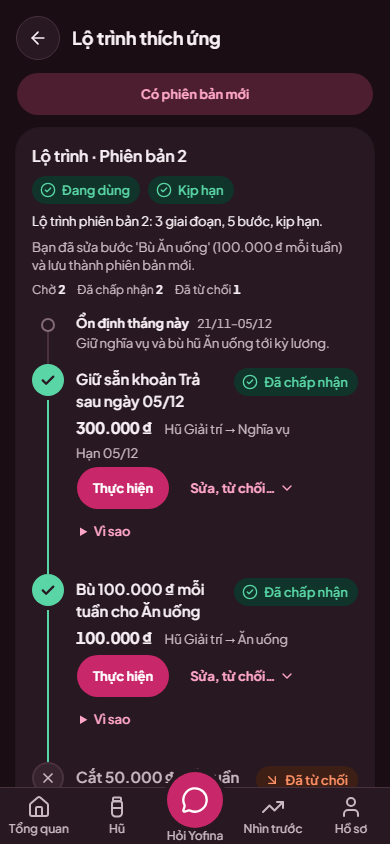 Lộ trình thích ứng
Có phiên bản mới
Lộ trình · Phiên bản 2
Đang dùng Kịp hạn
Lộ trình phiên bản 2: 3 giai đoạn, 5 bước, kịp hạn.
Bạn đã sửa bước 'Bù Ăn uống' (100.000 ₫ mỗi tuần)
và lưu thành phiên bản mới.
Chờ 2 Đã chấp nhận 2 Đã từ chối 1
Ổn định tháng này 21/11–05/12
Giữ nghĩa vụ và bù hũ Ăn uống tới kỳ lương.
Giữ sẵn khoản Trả
sau ngày 05/12
Đã chấp nhận
300.000 ₫ Hũ Giải trí → Nghĩa vụ
Hạn 05/12
Thực hiện Sửa, từ chối...
Vì sao
Bù 100.000 ₫ mỗi
tuần cho Ăn uống
Đã chấp nhận
100.000 ₫ Hũ Giải trí → Ăn uống
Thực hiện Sửa, từ chối...
Vì sao
Cắt 50.000 ₫
Đã từ chối
Tổng quan Hũ Hỏi Yofina Nhìn trước Hồ sơ